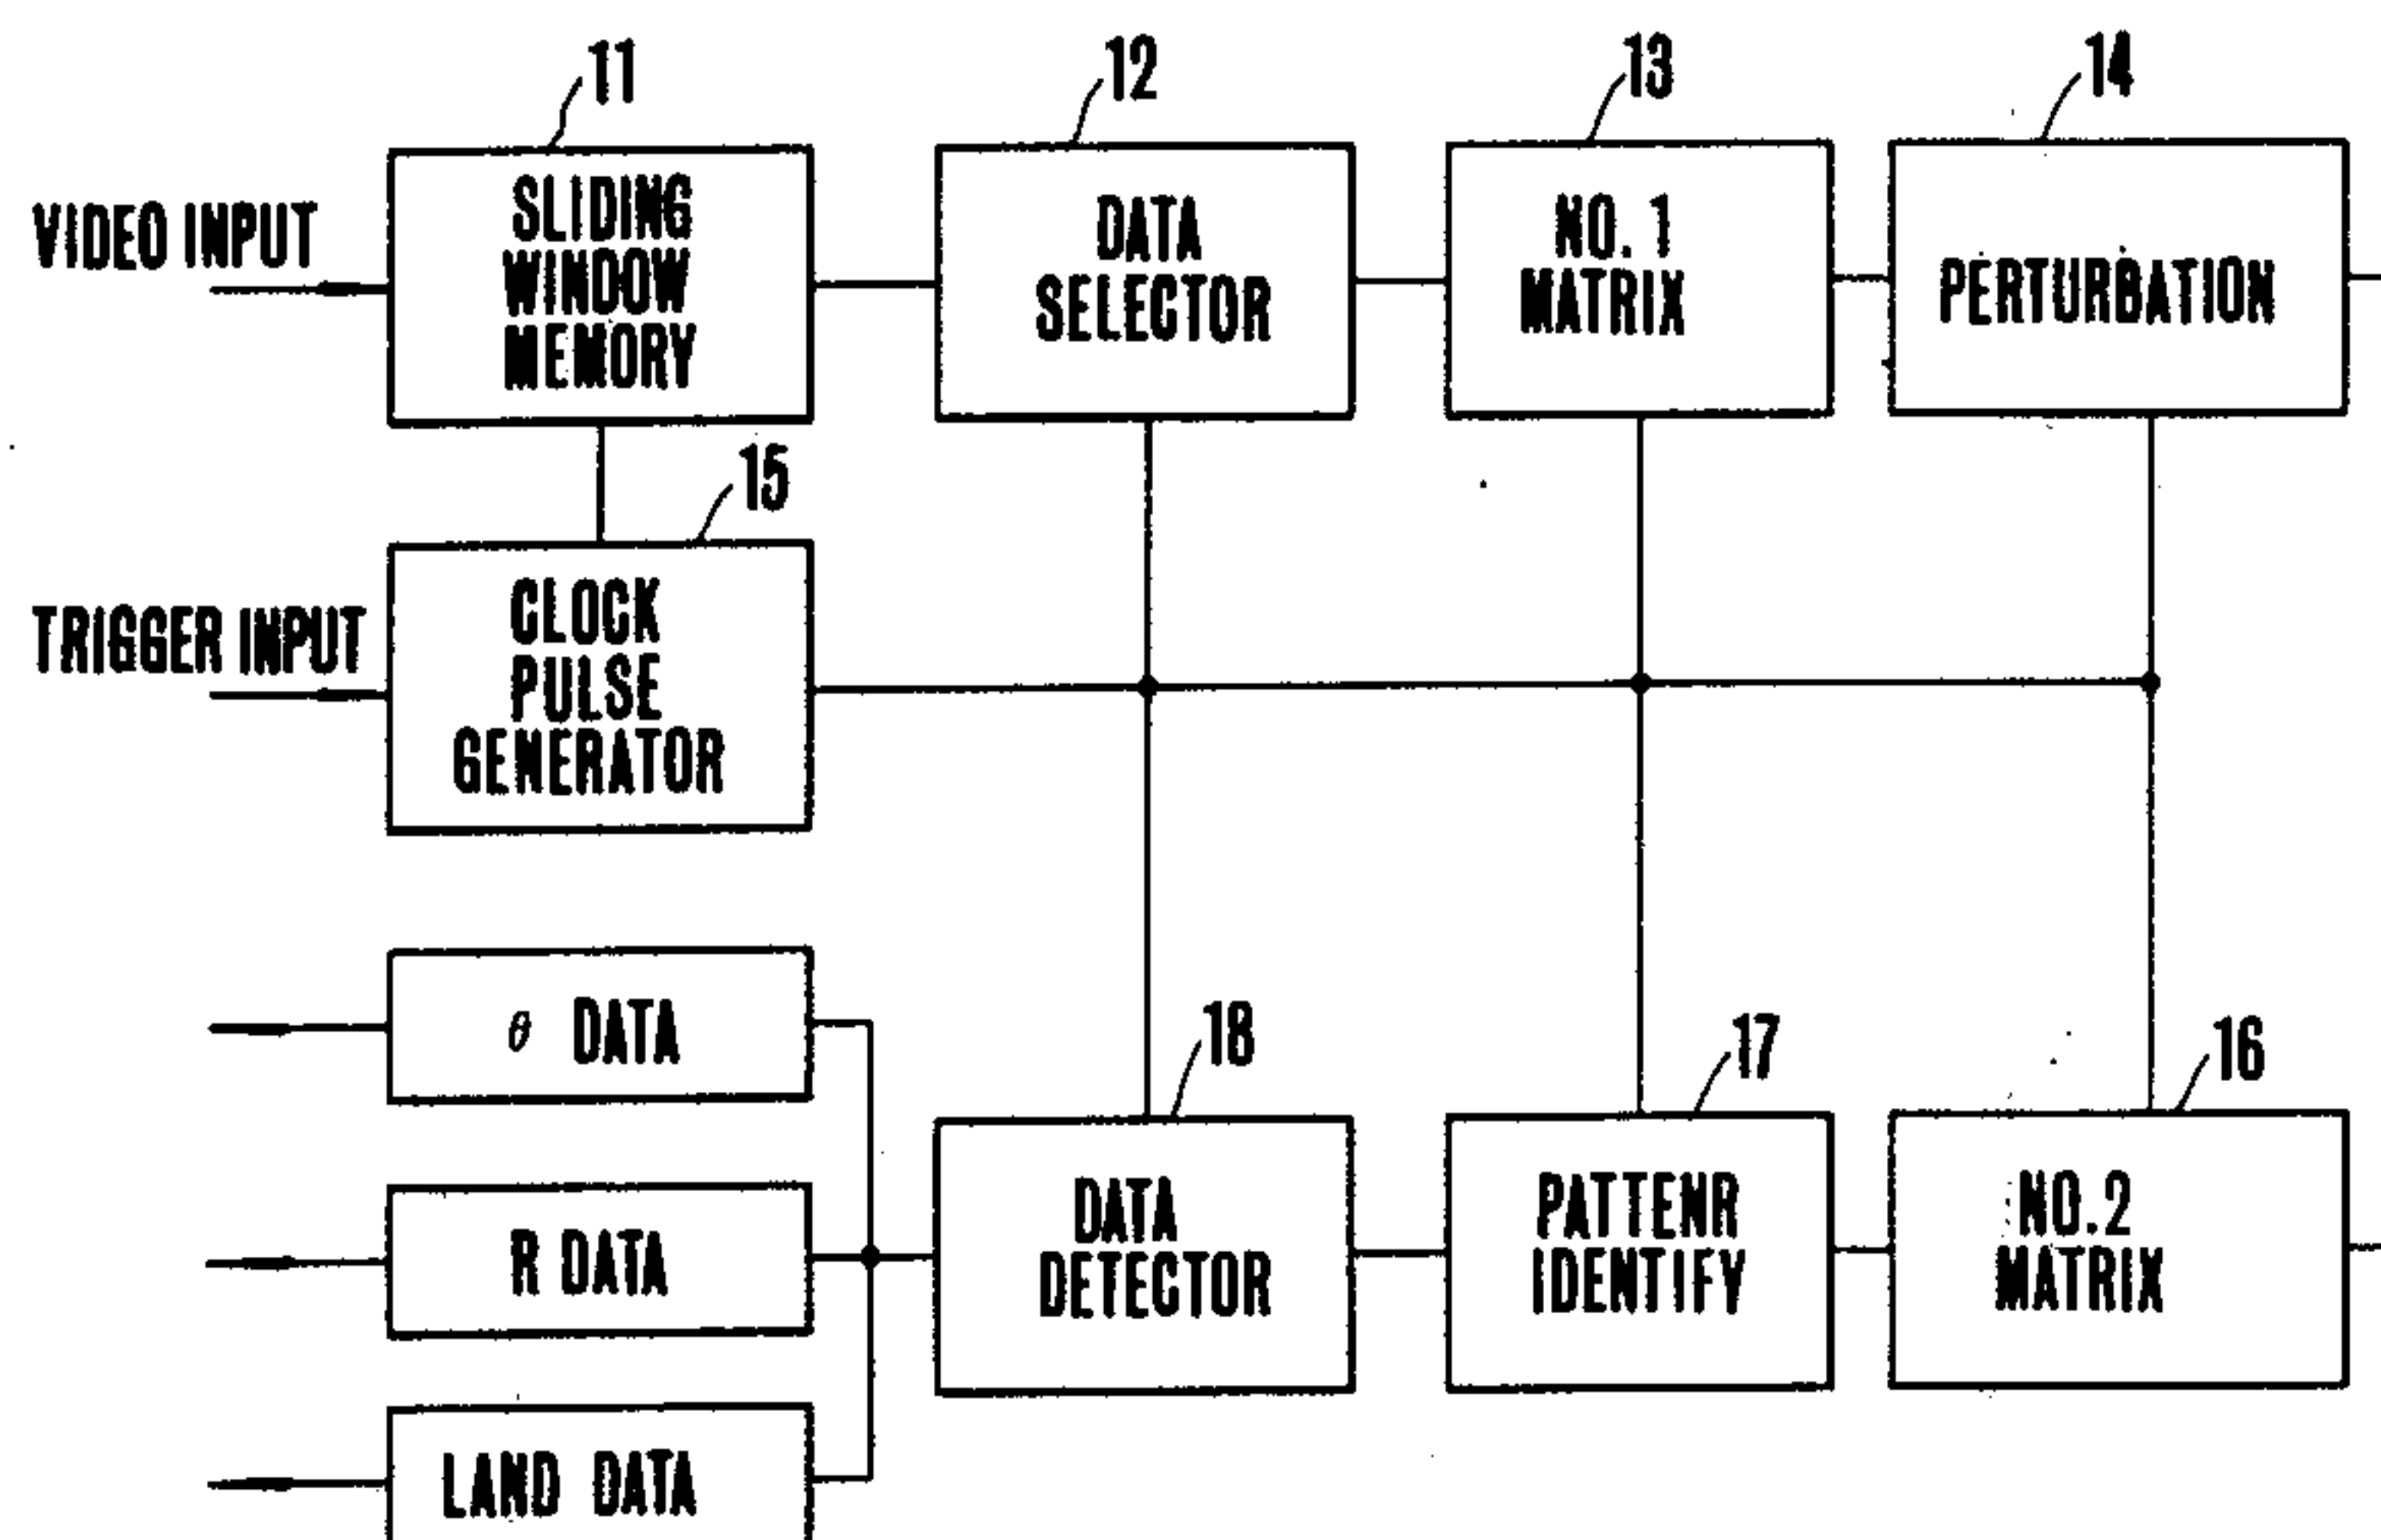 11
12
13
14
VIDEO INPUT
SLIDING
WINDOW
MEMORY
DATA
SELECTOR
NO. 1
MATRIX
PERTURBATION
15
TRIGGER INPUT
CLOCK
PULSE
GENERATOR
θ DATA
18
17
16
R DATA
DATA
DETECTOR
PATTENR
IDENTIFY
NO.2
MATRIX
LAND DATA